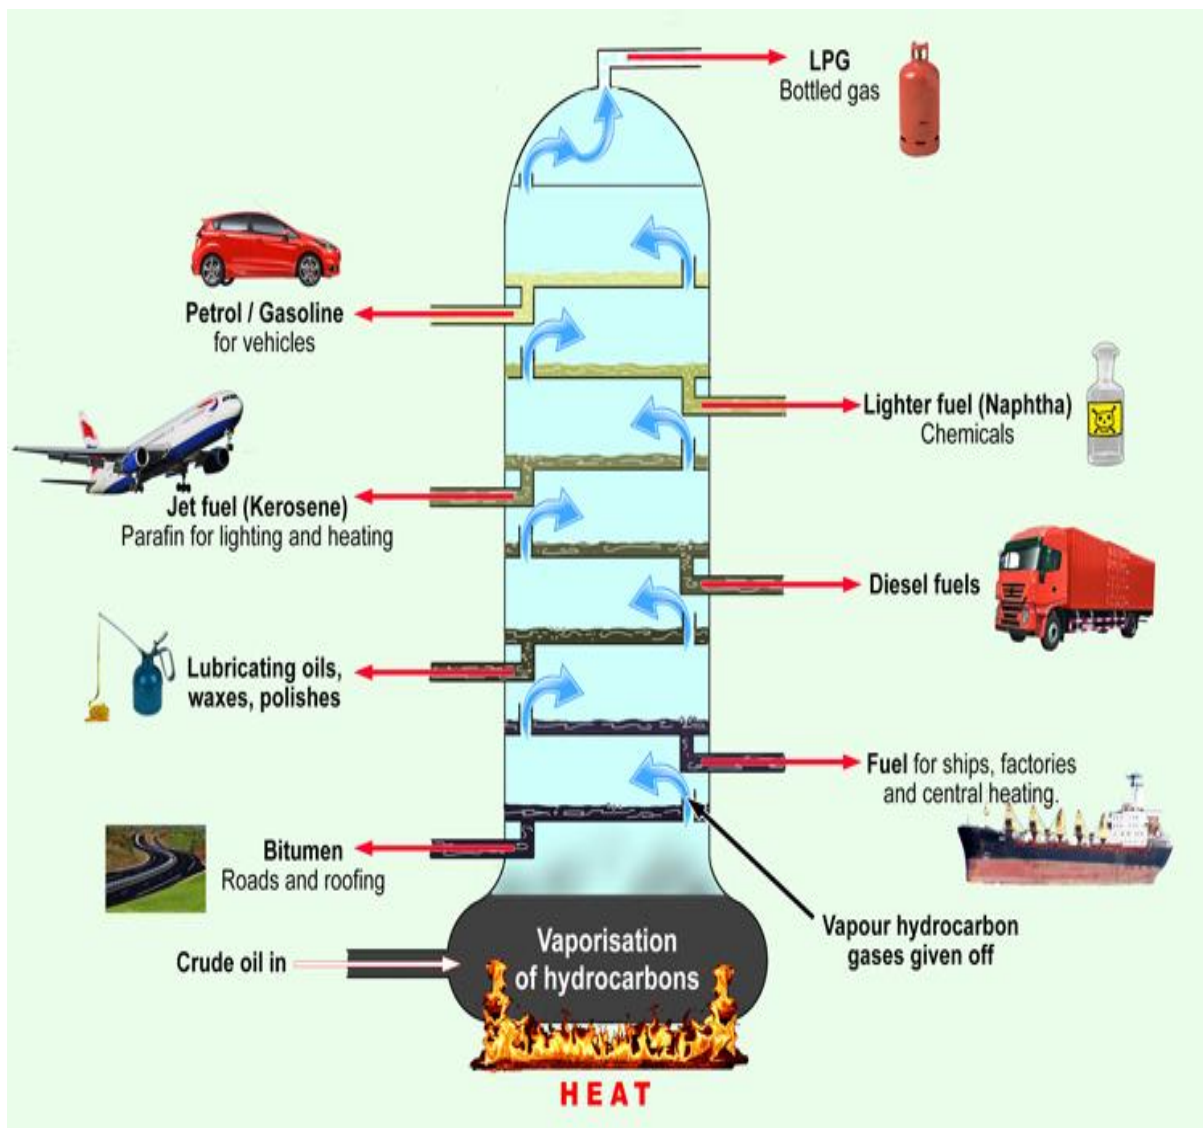 LPG
Bottled gas
Petrol / Gasoline
for vehicles
Lighter fuel (Naphtha)
Chemicals
Jet fuel (Kerosene)
Parafin for lighting and heating
Diesel fuels
Lubricating oils,
waxes, polishes
Fuel for ships, factories
and central heating.
Bitumen
Roads and roofing
Vapour hydrocarbon
gases given off
Crude oil in
Vaporisation
of hydrocarbons
HEAT